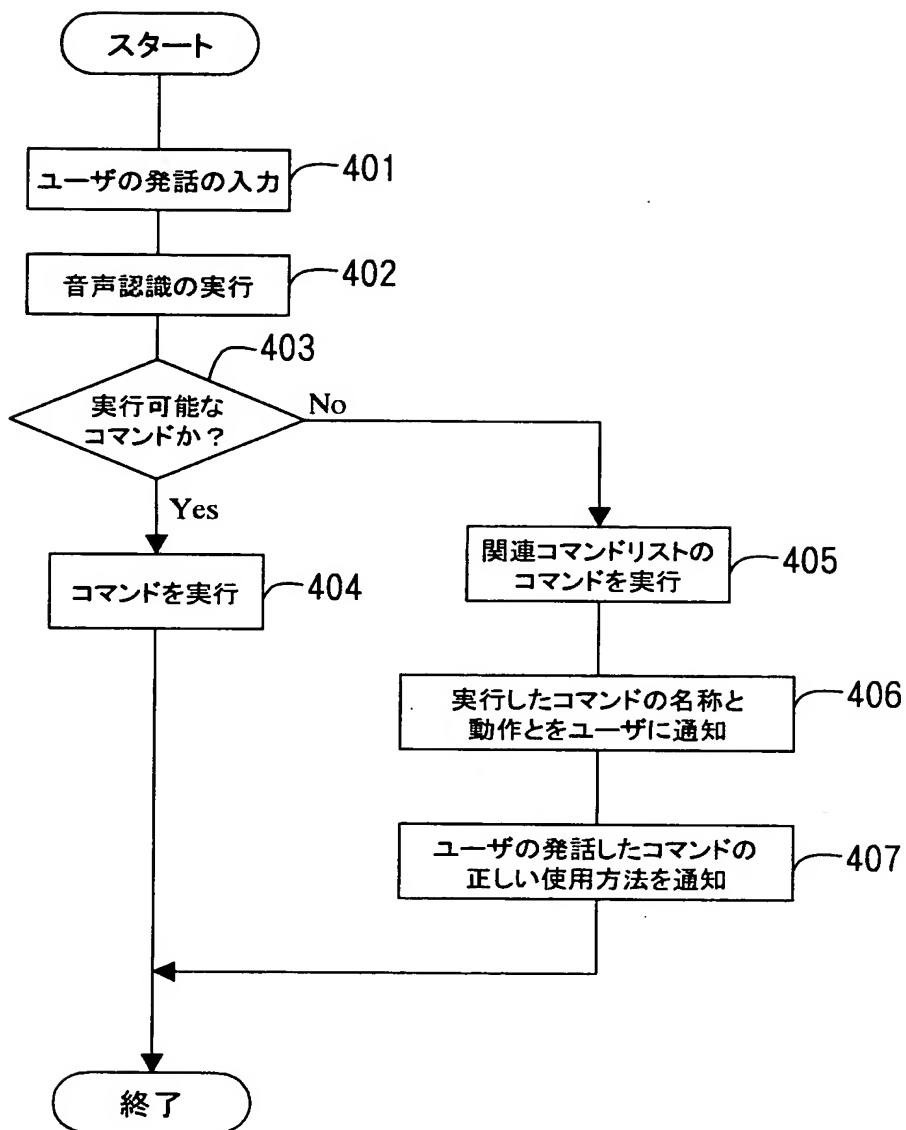 スタート
ユーザの発話の入力
401
音声認識の実行
402
403
実行可能な
コマンドか？
No
Yes
コマンドを実行
404
関連コマンドリストの
コマンドを実行
405
実行したコマンドの名称と
動作とをユーザに通知
406
ユーザの発話したコマンドの
正しい使用方法を通知
407
終了